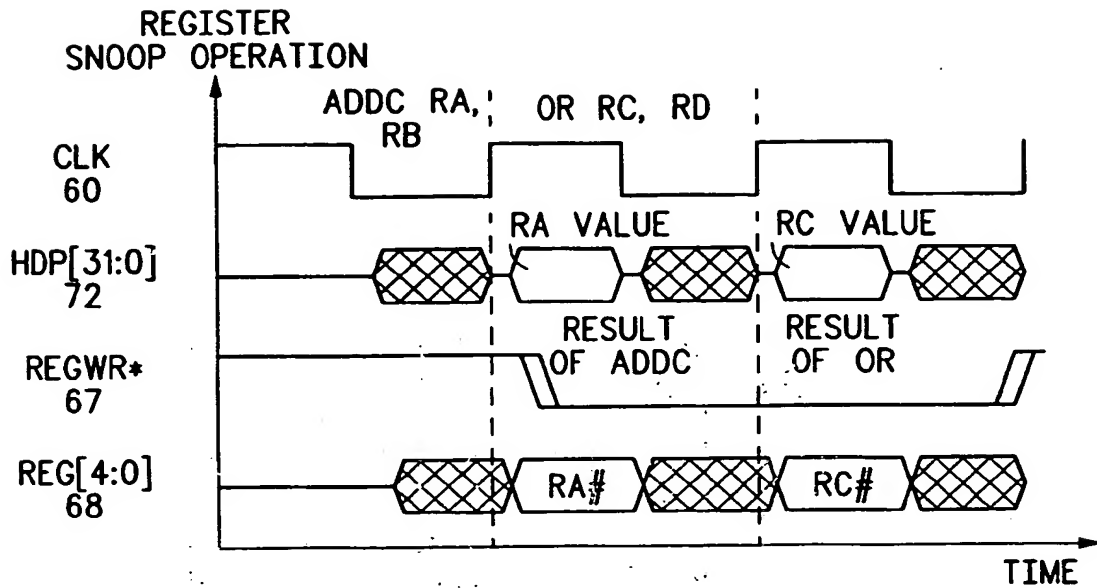 REGISTER
SNOOP OPERATION
ADDC RA,
RB
OR RC, RD
CLK
60
RA VALUE
RC VALUE
HDP[31:0]
72
RESULT
OF ADDC
RESULT
OF OR
REGWR*
67
REG[4:0]
68
RA#
RC#
TIME